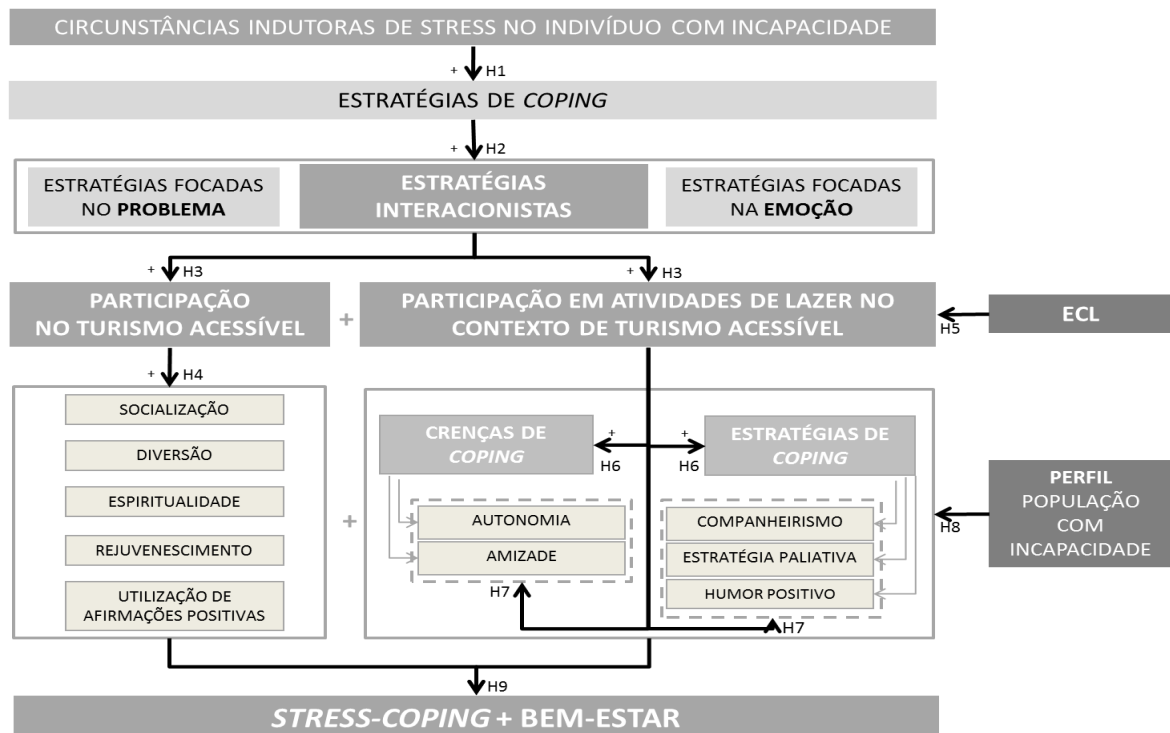 CIRCUNSTÂNCIAS INDUTORAS DE STRESS NO INDIVÍDUO COM INCAPACIDADE
+ H1
ESTRATÉGIAS DE COPING
+ H2
ESTRATÉGIAS FOCADAS
NO PROBLEMA
ESTRATÉGIAS
INTERACIONISTAS
ESTRATÉGIAS FOCADAS
NA EMOÇÃO
+ H3
+ H3
PARTICIPAÇÃO
NO TURISMO ACESSÍVEL
+
PARTICIPAÇÃO EM ATIVIDADES DE LAZER NO
CONTEXTO DE TURISMO ACESSÍVEL
H5
ECL
+ H4
SOCIALIZAÇÃO
DIVERSÃO
ESPIRITUALIDADE
REJUVENESCIMENTO
UTILIZAÇÃO DE
AFIRMAÇÕES POSITIVAS
+
CRENÇAS DE
COPING
+
H6
+
H6
ESTRATÉGIAS DE
COPING
AUTONOMIA
AMIZADE
H7
COMPANHEIRISMO
ESTRATÉGIA PALIATIVA
HUMOR POSITIVO
H7
H8
PERFIL
POPULAÇÃO
COM
INCAPACIDADE
H9
STRESS-COPING + BEM-ESTAR